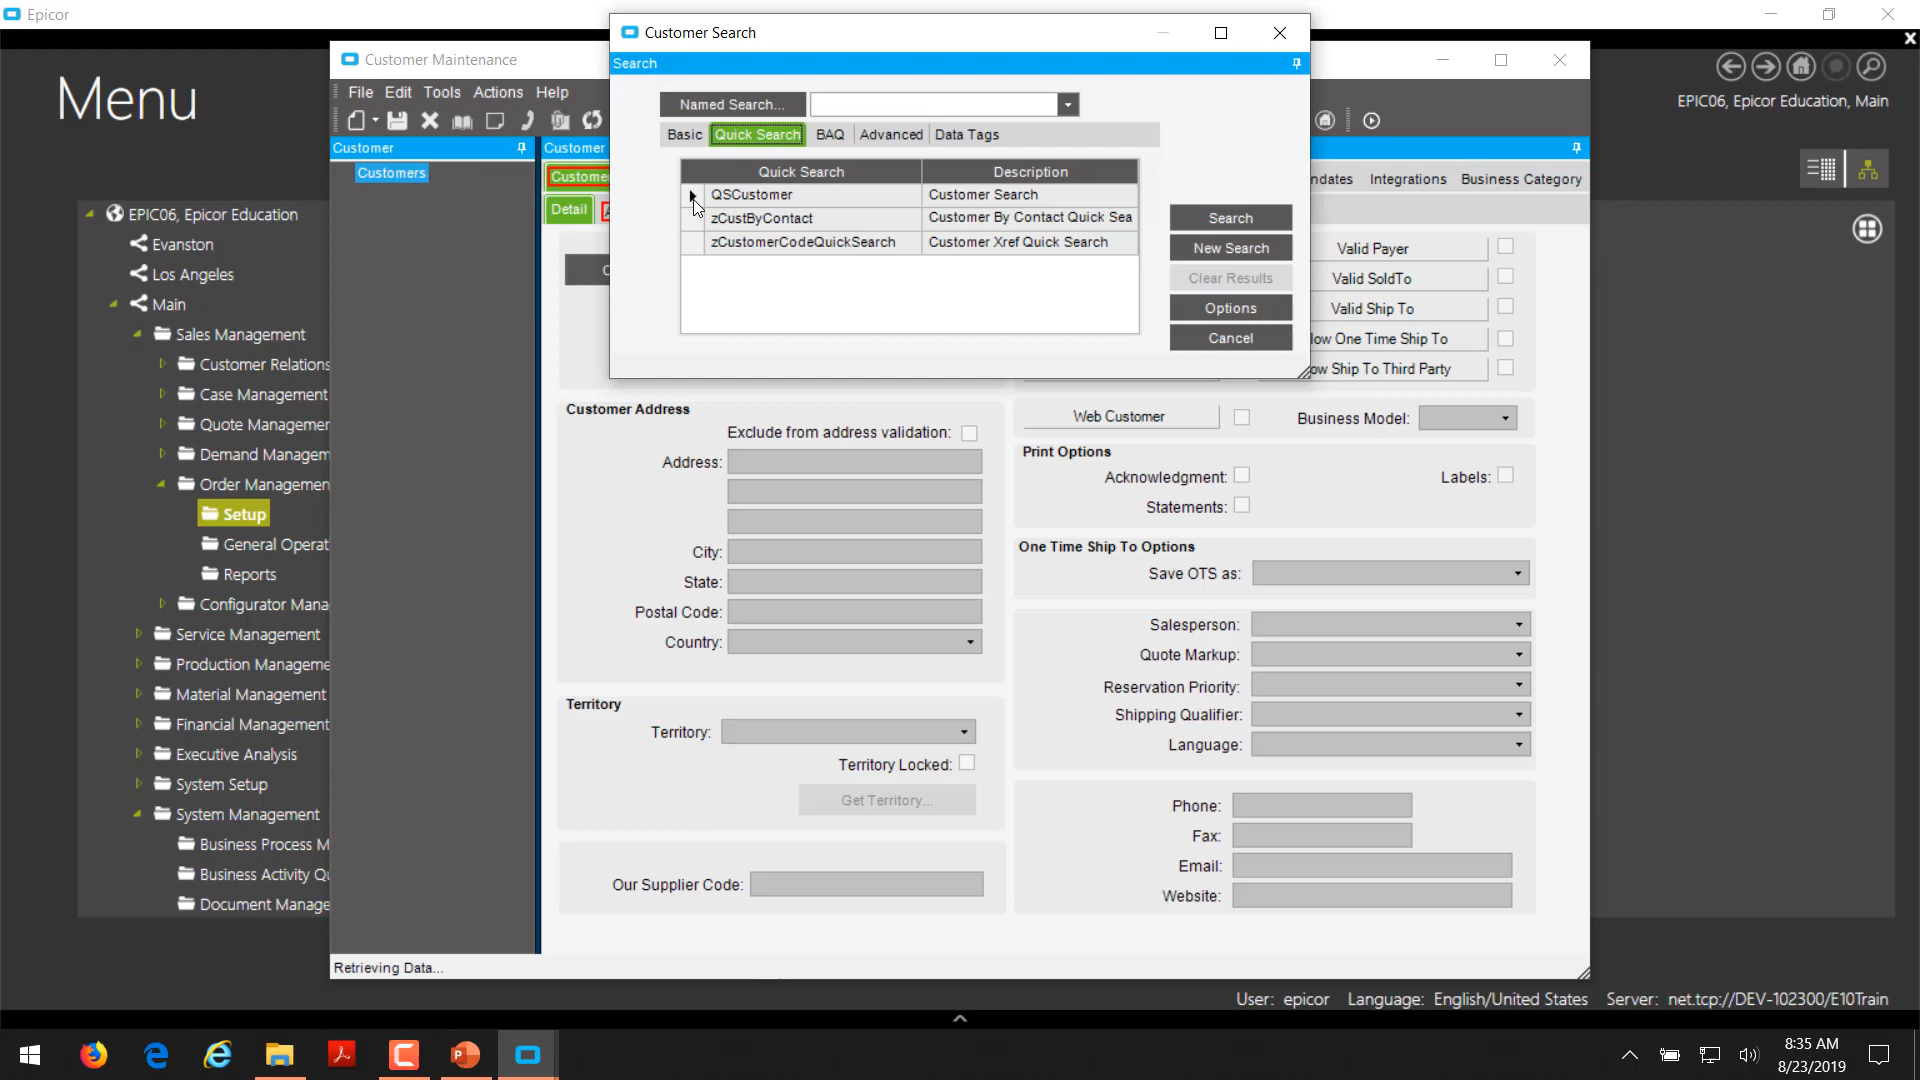 Epicor
Menu
EPIC06, Epicor Education, Main
EPIC06, Epicor Education
Evanston
Los Angeles
Main
Sales Management
Customer Relations
Case Management
Quote Managemer
Demand Managem
Order Managemen
Setup
General Operat
Reports
Configurator Mana
Service Management
Production Manageme
Material Management
Financial Management
Executive Analysis
System Setup
System Management
Business Process M
Business Activity Qu
Document Manage
Customer Maintenance
File Edit Tools Actions Help
Customer
Customers
Customer
Custome
Detail
ndates Integrations Business Category
Customer Search
Search
Named Search...
Basic Quick Search BAQ Advanced Data Tags
Quick Search Description
QSCustomer Customer Search
zCustByContact Customer By Contact Quick Sea
zCustomerCodeQuickSearch Customer Xref Quick Search
Search
New Search
Clear Results
Options
Cancel
Valid Payer
Valid SoldTo
Valid Ship To
low One Time Ship To
ow Ship To Third Party
Customer Address
Exclude from address validation:
Address:
City:
State:
Postal Code:
Country:
Territory
Territory:
Territory Locked:
Get Territory...
Our Supplier Code:
Web Customer
Business Model:
Print Options
Acknowledgment:
Labels:
Statements:
One Time Ship To Options
Save OTS as:
Salesperson:
Quote Markup:
Reservation Priority:
Shipping Qualifier:
Language:
Phone:
Fax:
Email:
Website:
Retrieving Data...
User: epicor Language: English/United States Server: net.tcp://DEV-102300/E10Train
8:35 AM
8/23/2019